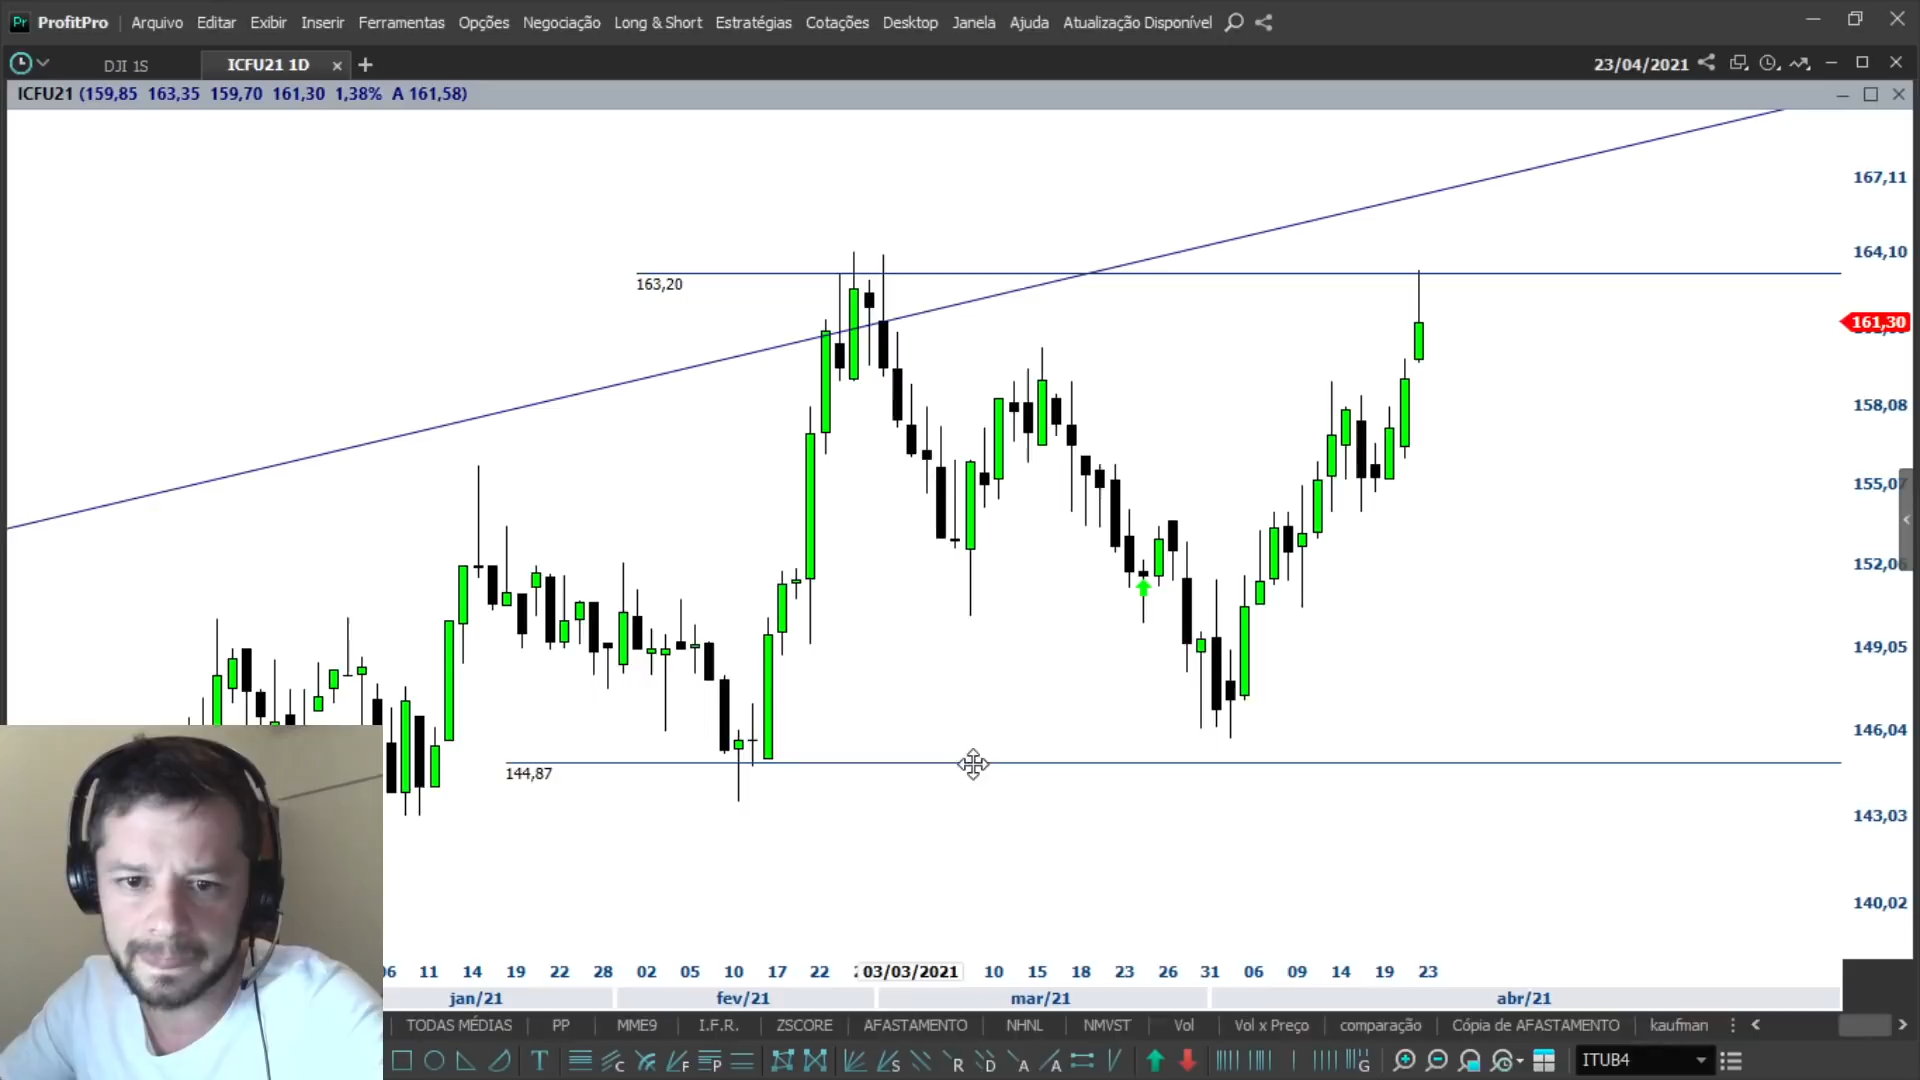 Pr ProfitPro Arquivo Editar Exibir Inserir Ferramentas Opções Negociação Long & Short Estratégias Cotações Desktop Janela Ajuda Atualização Disponível
DJI 1S ICFU21 1D 23/04/2021
ICFU21 (159,85 163,35 159,70 161,30 1,38% A 161,58)
167,11
164,10
163,20
161,30
158,08
155,07
152,06
149,05
146,04
144,87
143,03
140,02
11 14 19 22 28 02 05 10 17 22 03/03/2021 10 15 18 23 26 31 06 09 14 19 23
jan/21 fev/21 mar/21 abr/21
TODAS MÉDIAS PP MME9 I.F.R. ZSCORE AFASTAMENTO NHNL NMVST Vol Vol x Preço comparação Cópia de AFASTAMENTO kaufman
T C F P S R D A A G ITUB4